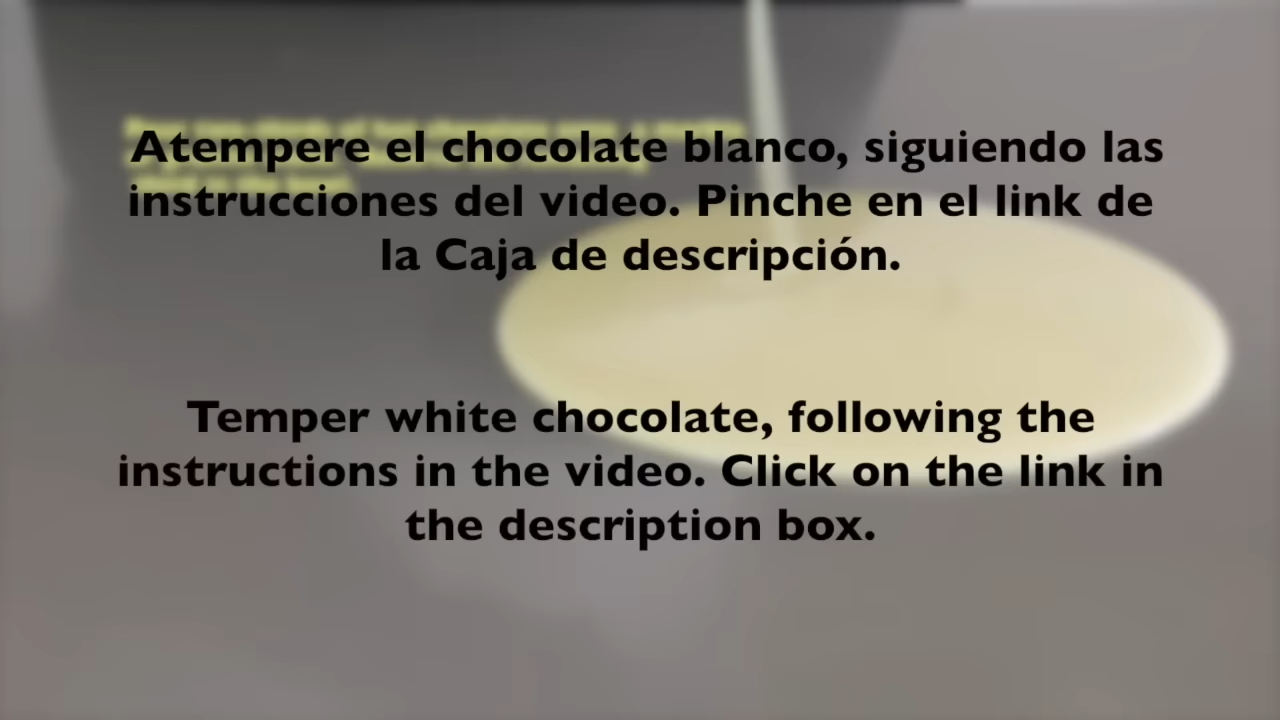 Atempere el chocolate blanco, siguiendo las
instrucciones del video. Pinche en el link de
la Caja de descripción.
Temper white chocolate, following the
instructions in the video. Click on the link in
the description box.